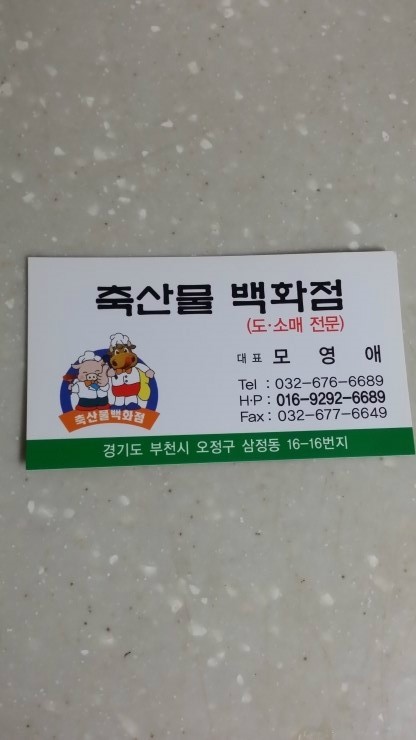 축산물 백화점
(도·소매 전문)
대표 모 영 애
Tel : 032-676-6689
H·P : 016-9292-6689
Fax : 032-677-6649
축산물백화점
경기도 부천시 오정구 삼정동 16-16번지